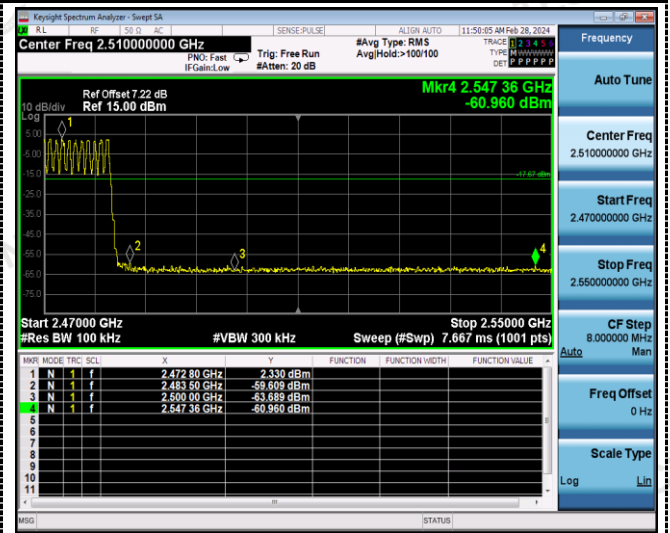 Keysight Spectrum Analyzer - Swept SA
RL RF 50 Ω AC SENSE:PULSE ALIGN AUTO 11:50:05 AM Feb 28, 2024
Center Freq 2.510000000 GHz
PNO: Fast
IFGain:Low
Trig: Free Run
#Atten: 20 dB
#Avg Type: RMS
Avg|Hold:>100/100
TRACE 1 2 3 4 5 6
TYPE M
DET P P P P P P
Frequency
Auto Tune
Center Freq
2.510000000 GHz
Start Freq
2.470000000 GHz
Stop Freq
2.550000000 GHz
CF Step
8.000000 MHz
Auto Man
Freq Offset
0 Hz
Scale Type
Log Lin
Mkr4 2.547 36 GHz
-60.960 dBm
Ref Offset 7.22 dB
10 dB/div Ref 15.00 dBm
Log
5.00
-5.00
-15.0
-25.0
-35.0
-45.0
-55.0
-65.0
-75.0
1
2
3
4
-17.67 dBm
Start 2.47000 GHz Stop 2.55000 GHz
#Res BW 100 kHz #VBW 300 kHz Sweep (#Swp) 7.667 ms (1001 pts)
MKR MODE TRC SCL X Y FUNCTION FUNCTION WIDTH FUNCTION VALUE
1 N 1 f 2.472 80 GHz 2.330 dBm
2 N 1 f 2.483 50 GHz -59.609 dBm
3 N 1 f 2.500 00 GHz -63.689 dBm
4 N 1 f 2.547 36 GHz -60.960 dBm
5
6
7
8
9
10
11
MSG STATUS